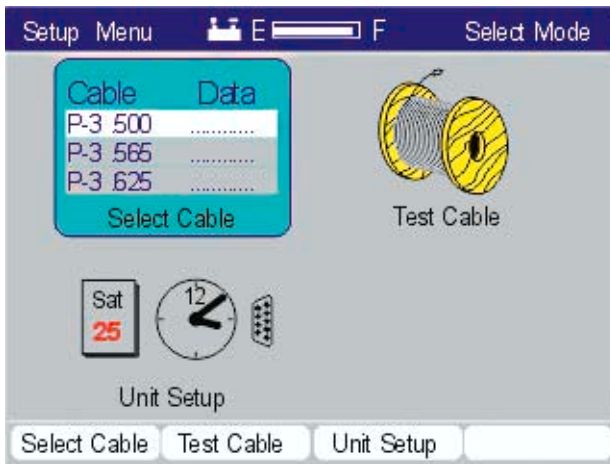 Setup Menu E F Select Mode
Cable Data
P-3 .500 ............
P-3 .565 ............
P-3 .625 ............
Select Cable
Test Cable
Sat
25
12
Unit Setup
Select Cable Test Cable Unit Setup